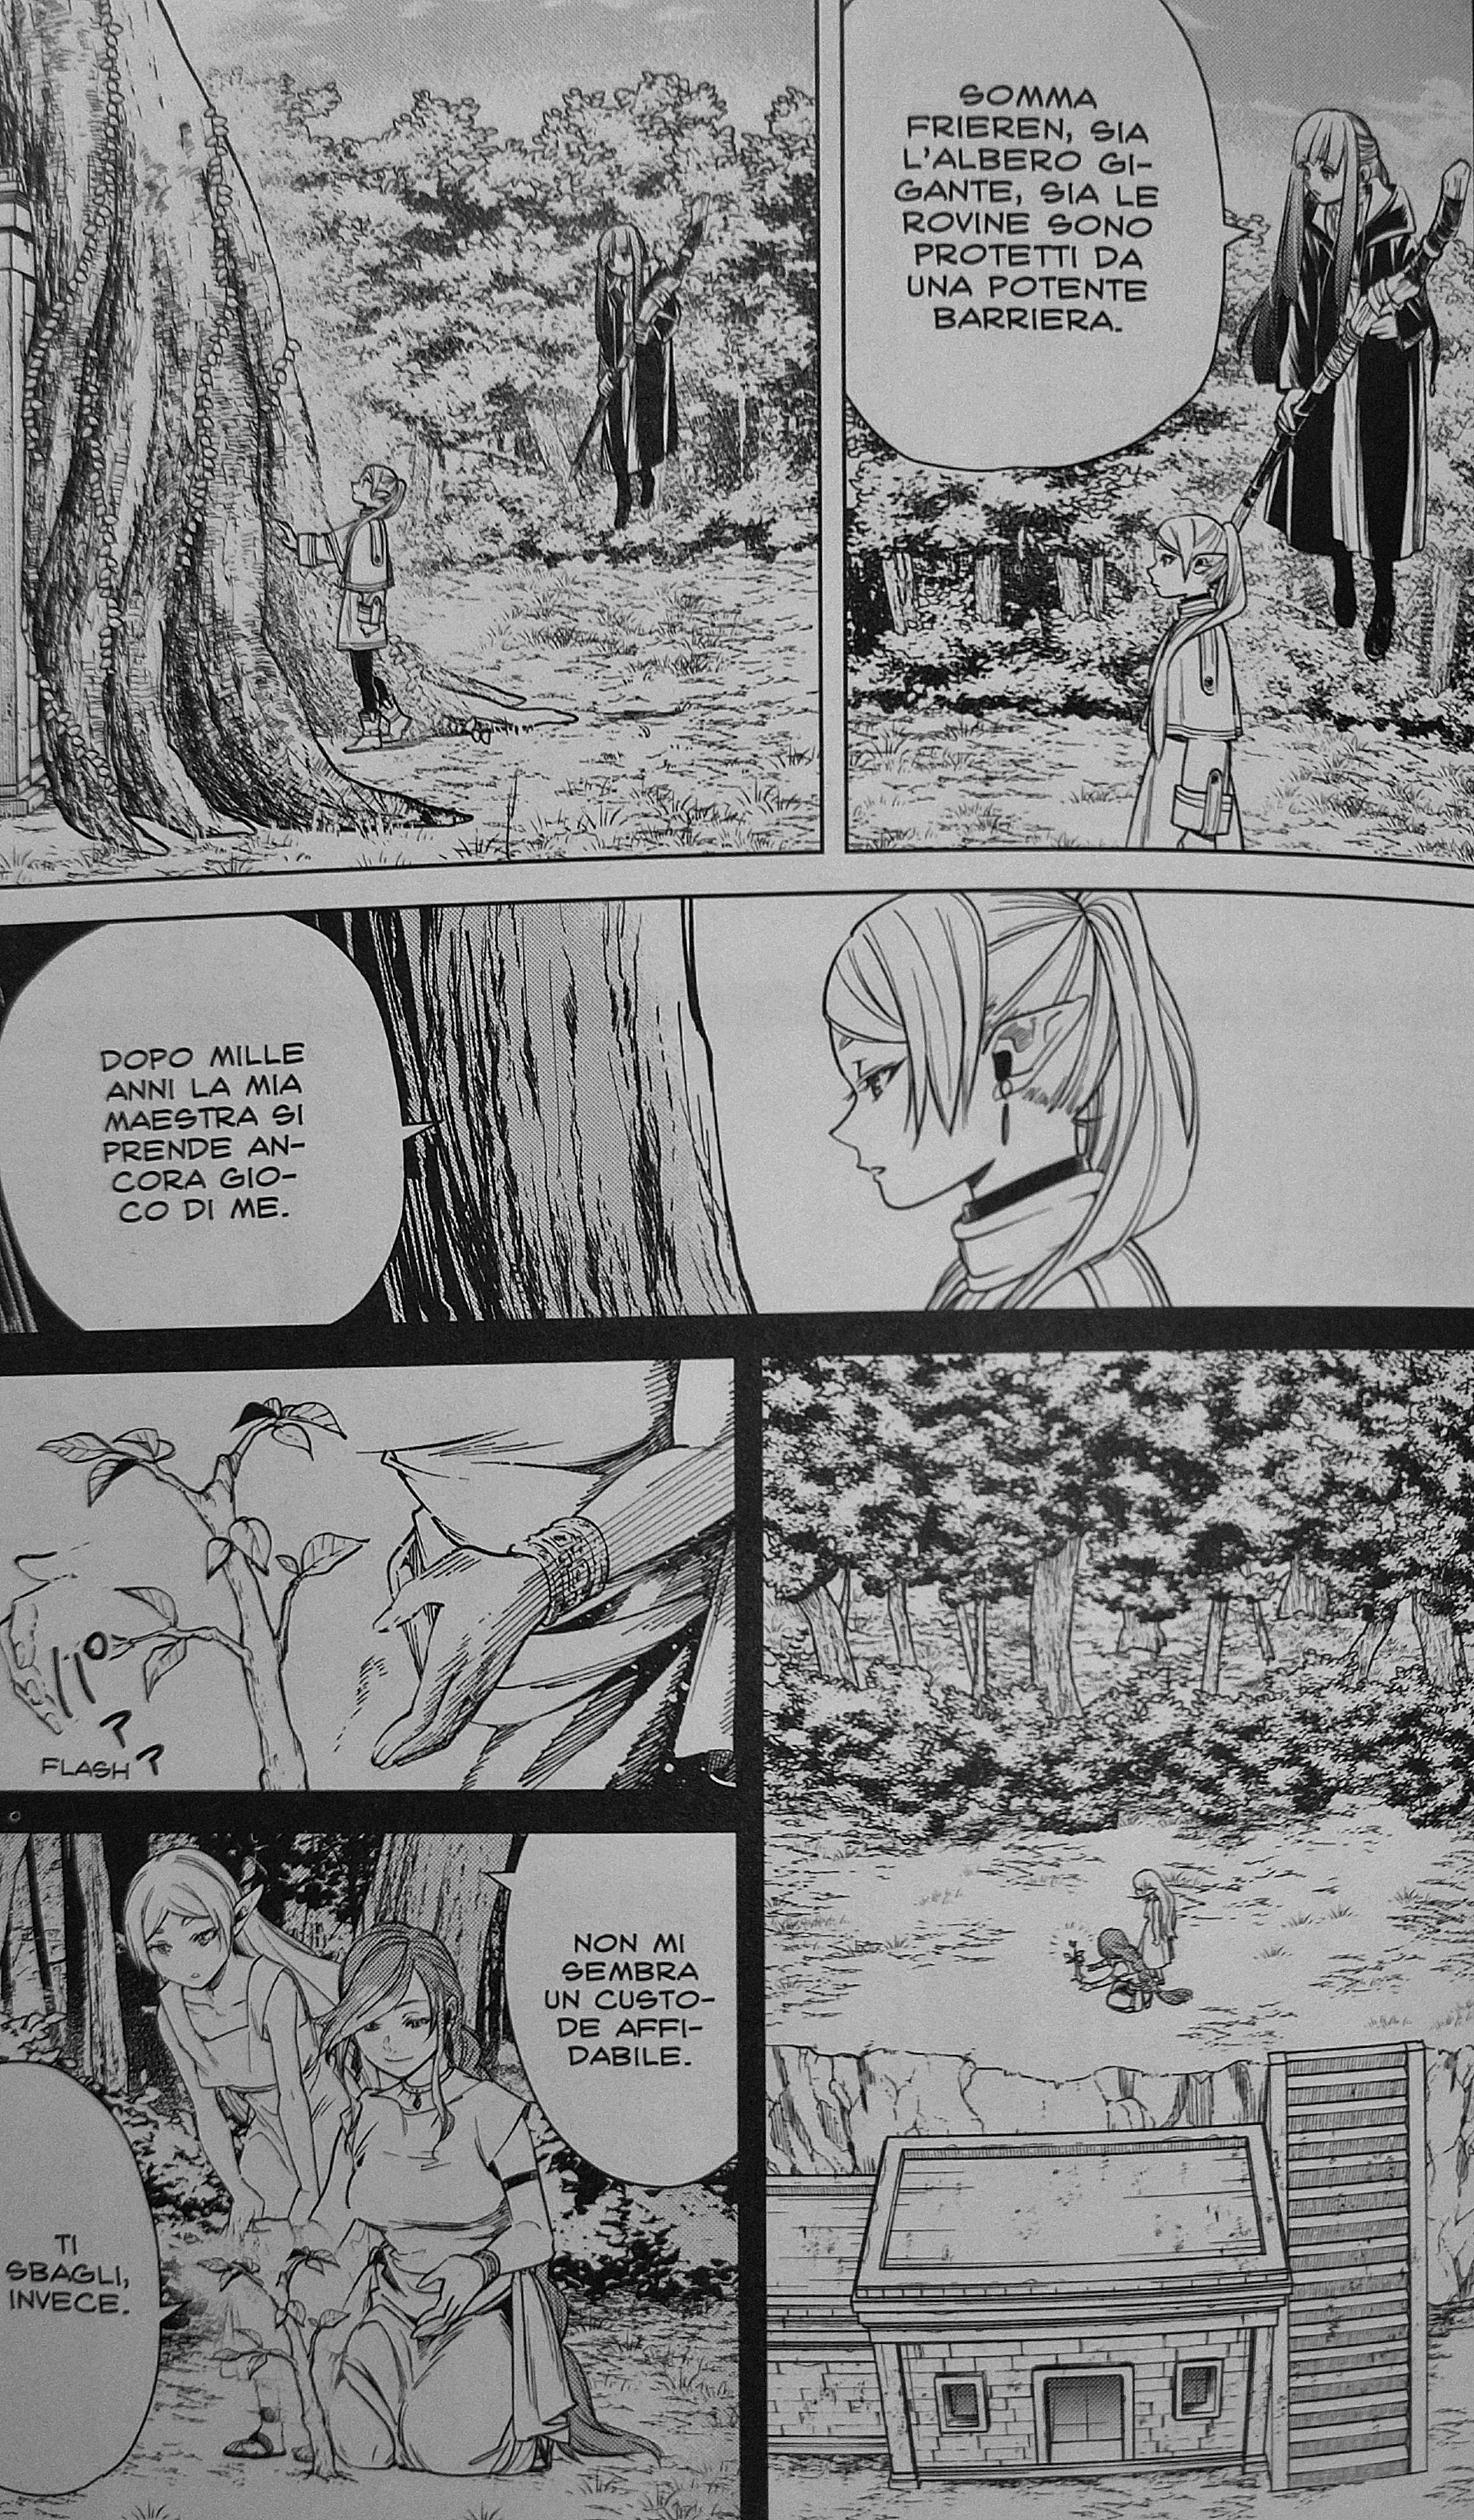 SOMMA
FRIEREN, SIA
L'ALBERO GI-
GANTE, SIA LE
ROVINE SONO
PROTETTI DA
UNA POTENTE
BARRIERA.
DOPO MILLE
ANNI LA MIA
MAESTRA SI
PRENDE AN-
CORA GIO-
CO DI ME.
FLASH
NON MI
SEMBRA
UN CUSTO-
DE AFFI-
DABILE.
TI
SBAGLI,
INVECE.